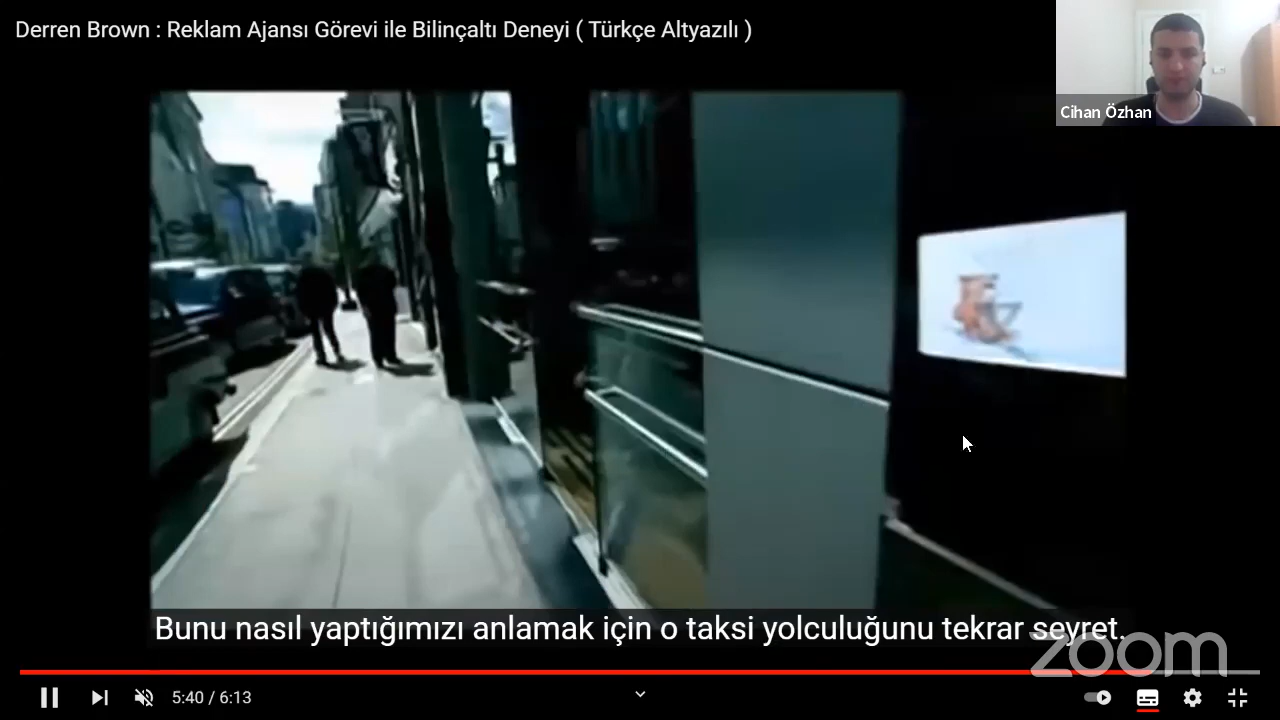 Derren Brown : Reklam Ajansı Görevi ile Bilinçaltı Deneyi ( Türkçe Altyazılı )
Cihan Özhan
Bunu nasıl yaptığımızı anlamak için o taksi yolculuğunu tekrar seyret.
zoom
5:40 / 6:13